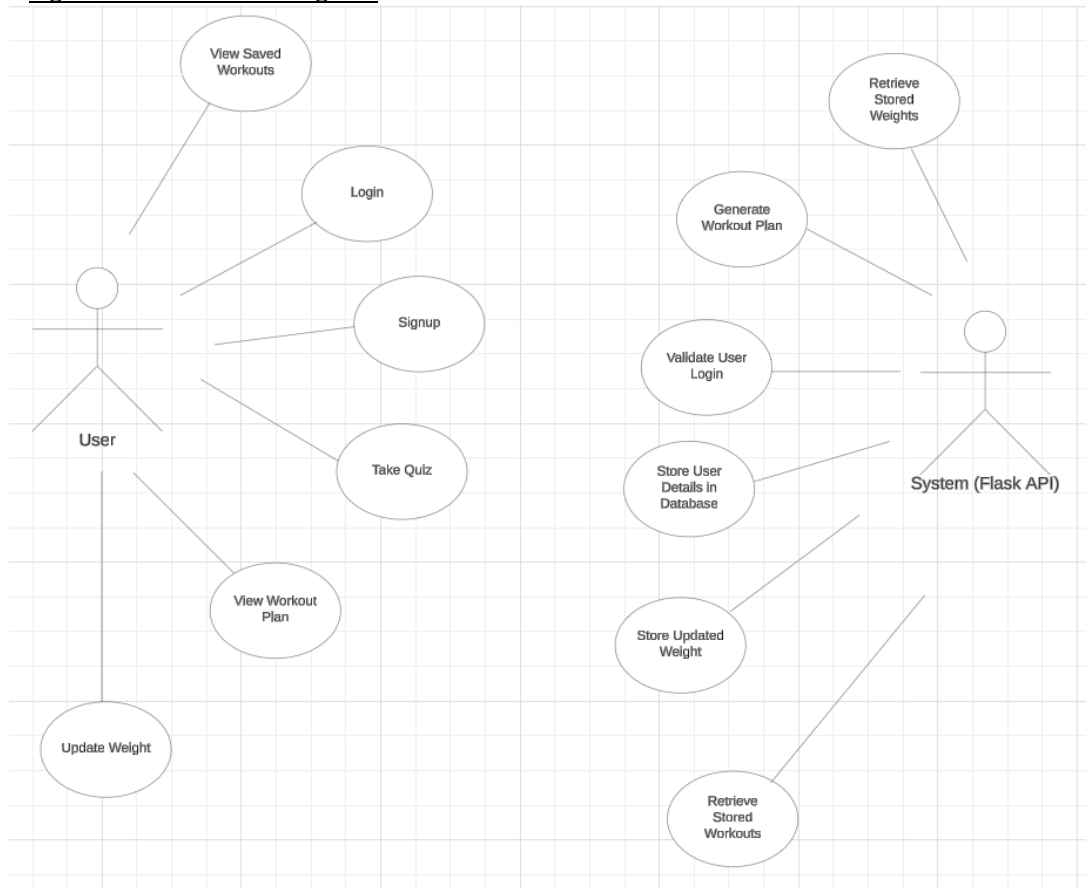 View Saved
Workouts
Login
Signup
User
Take Quiz
View Workout
Plan
Update Weight
Retrieve
Stored
Weights
Generate
Workout Plan
Validate User
Login
Store User
Details in
Database
System (Flask API)
Store Updated
Weight
Retrieve
Stored
Workouts